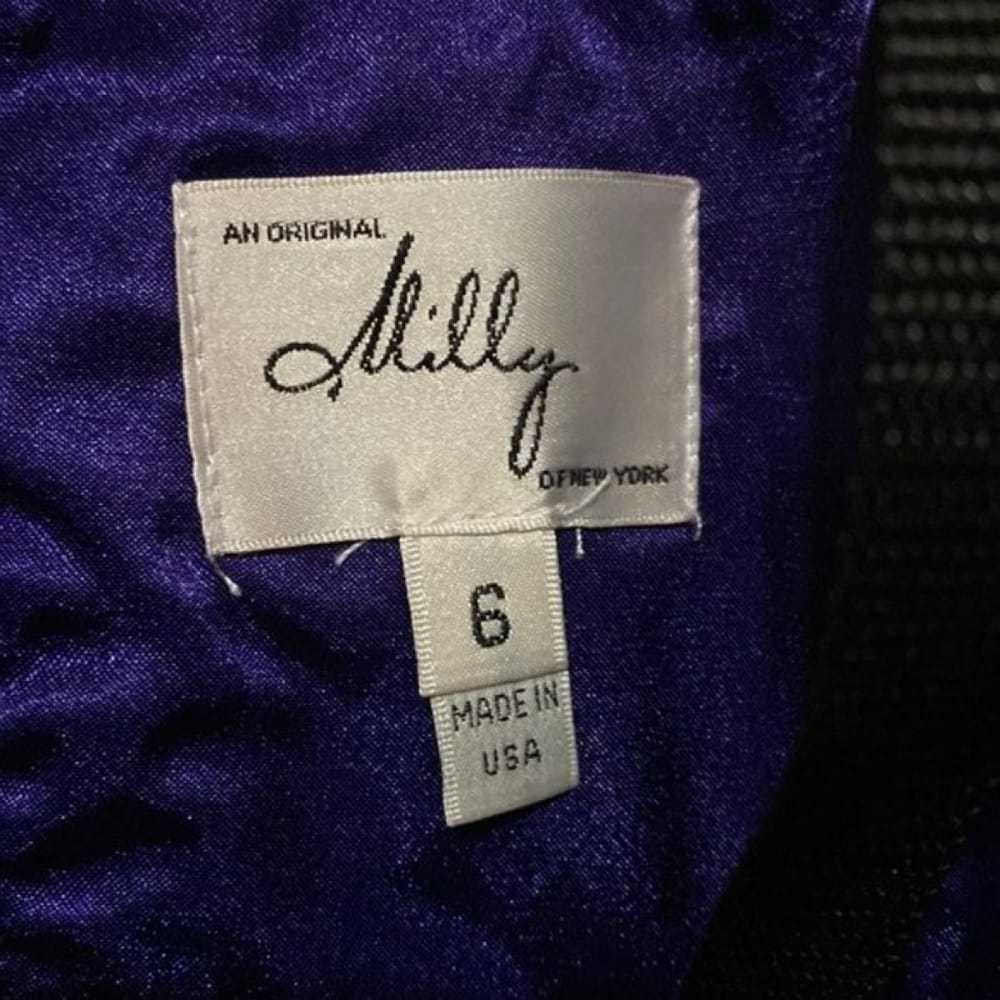 AN ORIGINAL
Milly
OF NEW YORK
6
MADE IN
USA